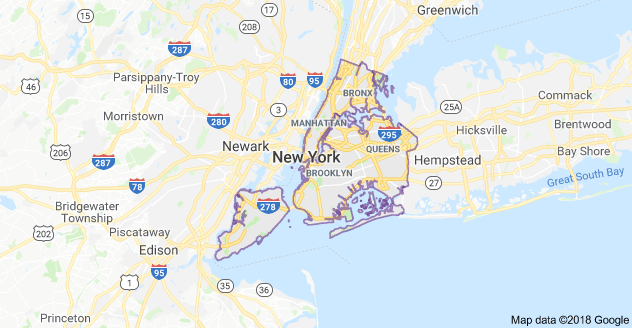 Greenwich
17
287
208
23
206
46
80
95
Parsippany-Troy
Hills
BRONX
Commack
25A
3
Morristown
280
MANHATTAN
295
Hicksville
Brentwood
Newark
QUEENS
206
287
New York
Hempstead
Bay Shore
BROOKLYN
78
27
Great South Bay
Bridgewater
Township
278
202
Piscataway
Edison
95
1
35
36
Princeton
Map data ©2018 Google